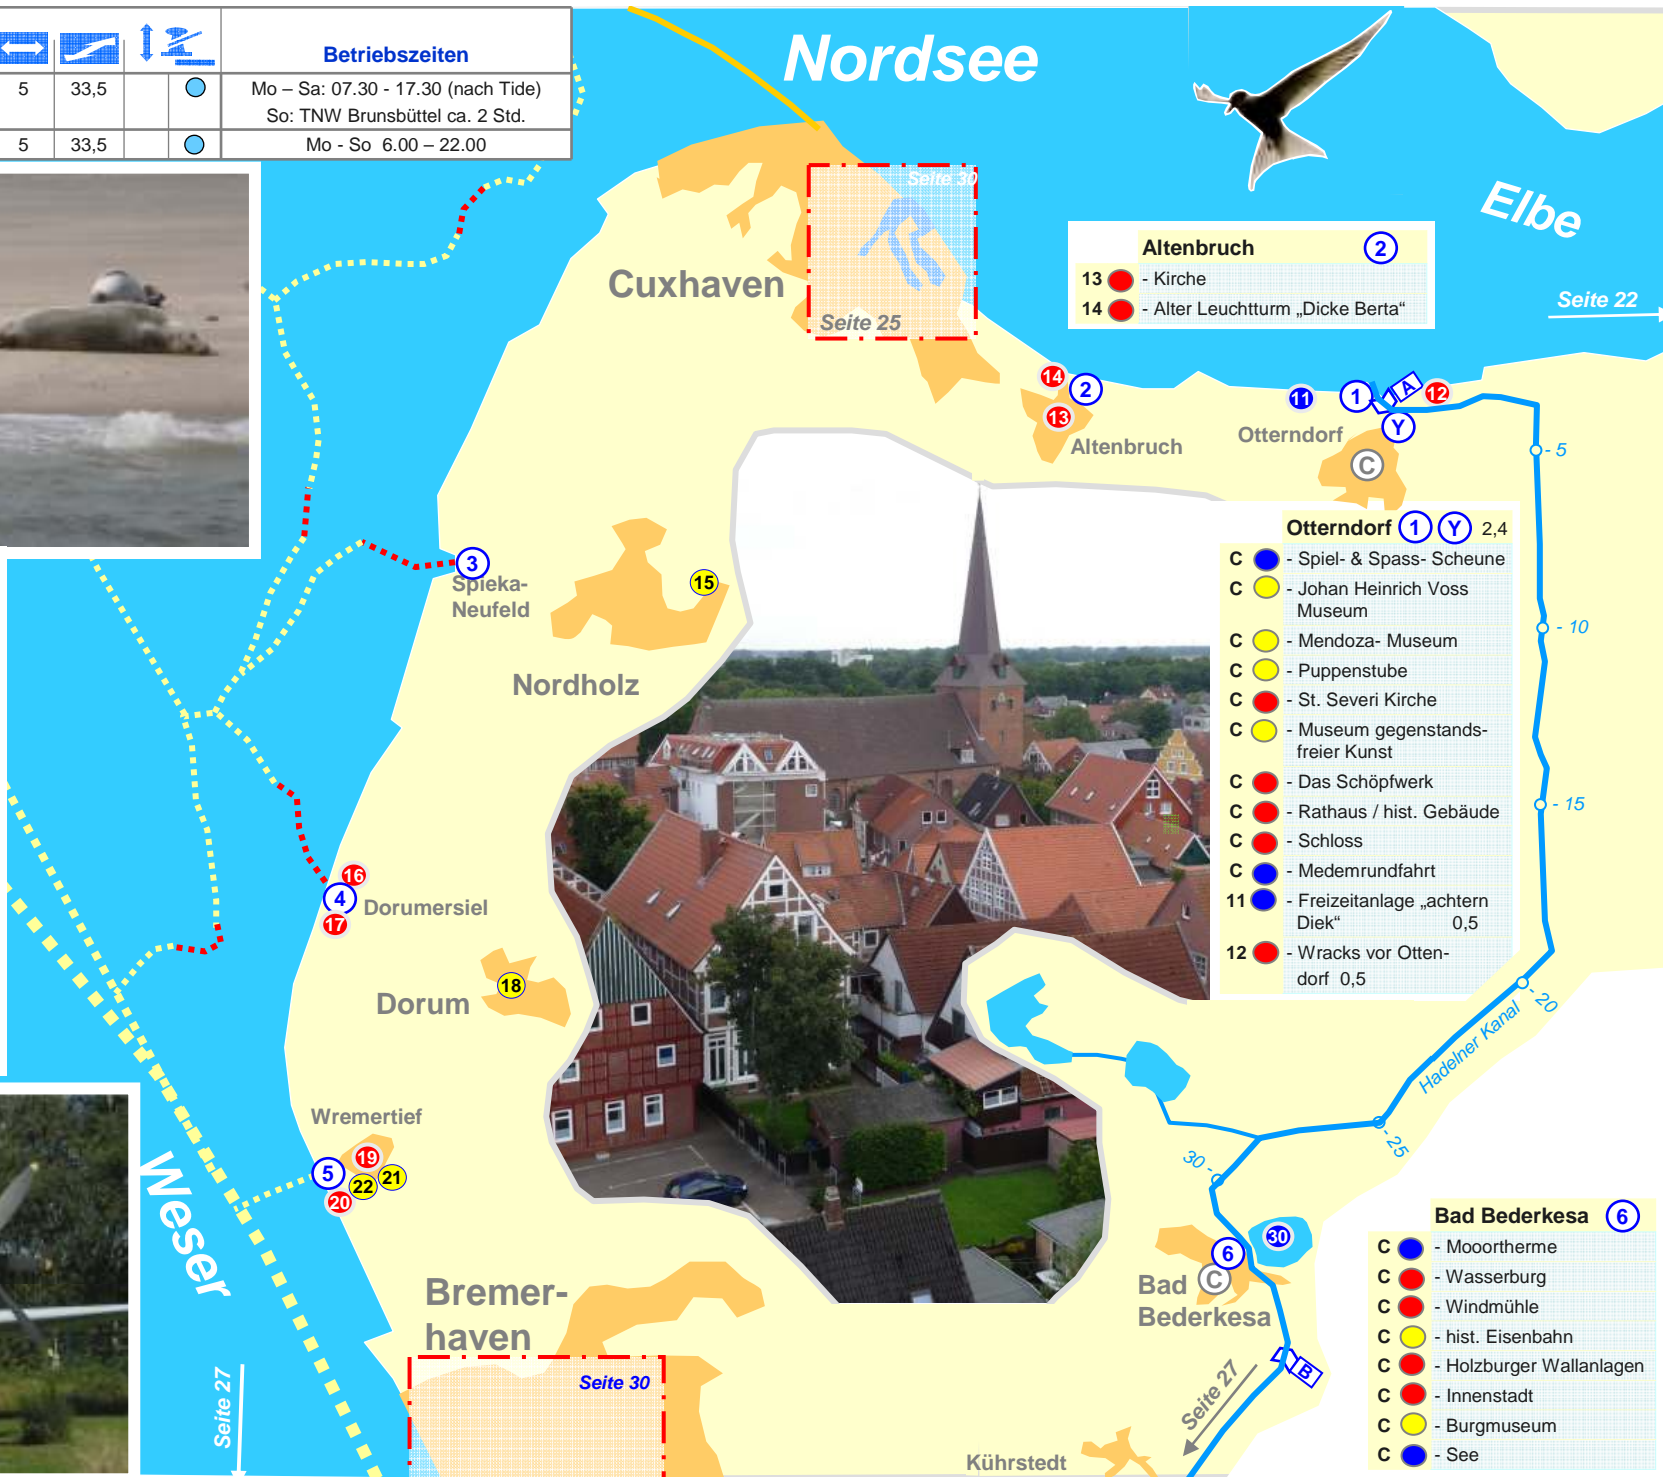 Betriebszeiten
5 33,5 Mo – Sa: 07.30 - 17.30 (nach Tide)
So: TNW Brunsbüttel ca. 2 Std.
5 33,5 Mo - So 6.00 – 22.00
Nordsee
Elbe
Seite 30
Cuxhaven
Seite 25
Altenbruch 2
13 - Kirche
14 - Alter Leuchtturm „Dicke Berta“
Seite 22
14
2
13
Altenbruch
11
1
A
12
Y
Otterndorf
C
- 5
- 10
- 15
- 20
Hadelner Kanal
- 25
30 -
Otterndorf 1 Y 2,4
C - Spiel- & Spass- Scheune
C - Johan Heinrich Voss
Museum
C - Mendoza- Museum
C - Puppenstube
C - St. Severi Kirche
C - Museum gegenstands-
freier Kunst
C - Das Schöpfwerk
C - Rathaus / hist. Gebäude
C - Schloss
C - Medemrundfahrt
11 - Freizeitanlage „achtern
Diek“ 0,5
12 - Wracks vor Otten-
dorf 0,5
3
Spieka-
Neufeld
15
Nordholz
16
4
Dorumersiel
17
18
Dorum
Wremertief
19
5
21
22
20
Weser
Bremer-
haven
Seite 30
Seite 27
30
6
C
Bad
Bederkesa
B
Seite 27
Kührstedt
Bad Bederkesa 6
C - Mooortherme
C - Wasserburg
C - Windmühle
C - hist. Eisenbahn
C - Holzburger Wallanlagen
C - Innenstadt
C - Burgmuseum
C - See